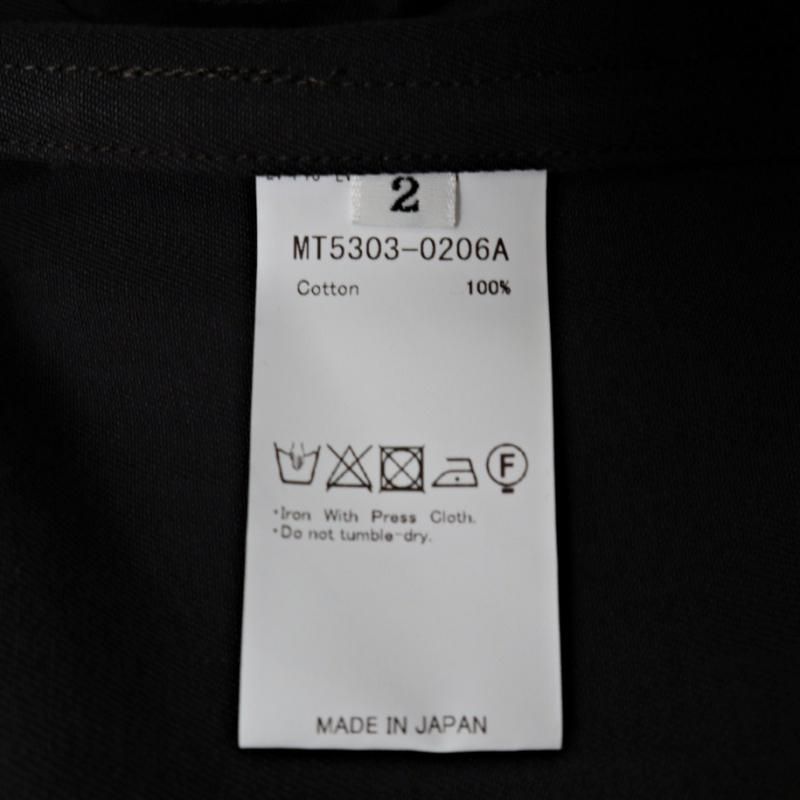 2
MT5303-0206A
Cotton 100%
F
・Iron With Press Cloth.
・Do not tumble-dry.
MADE IN JAPAN